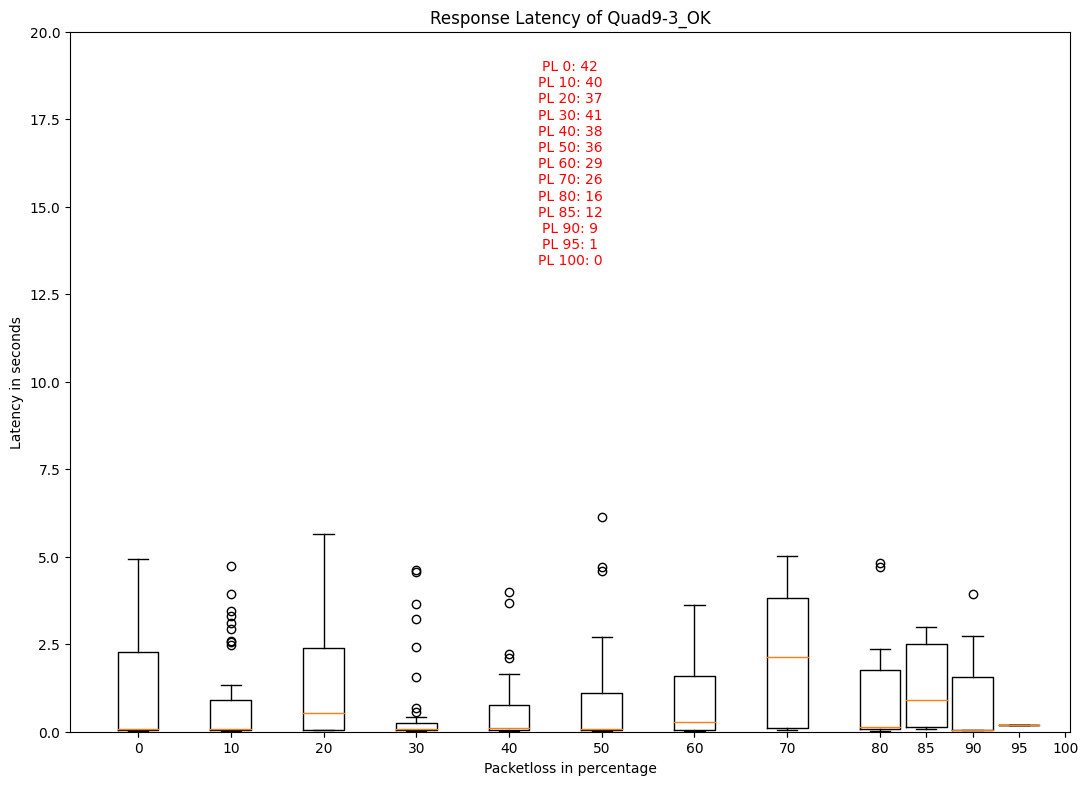 Response Latency of Quad9-3_OK
20.0
17.5
15.0
12.5
10.0
7.5
5.0
2.5
0.0
Latency in seconds
PL 0: 42
PL 10: 40
PL 20: 37
PL 30: 41
PL 40: 38
PL 50: 36
PL 60: 29
PL 70: 26
PL 80: 16
PL 85: 12
PL 90: 9
PL 95: 1
PL 100: 0
0 10 20 30 40 50 60 70 80 85 90 95 100
Packetloss in percentage